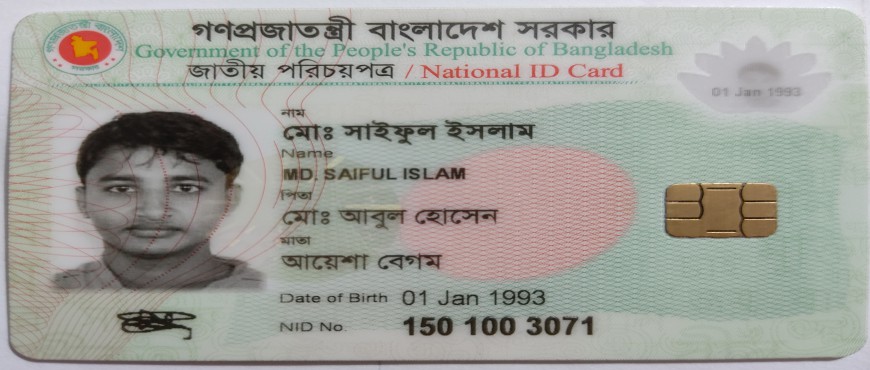 গণপ্রজাতন্ত্রী বাংলাদেশ সরকার
Government of the People's Republic of Bangladesh
জাতীয় পরিচয়পত্র / National ID Card
01 Jan 1993
নাম
মোঃ সাইফুল ইসলাম
Name
MD. SAIFUL ISLAM
পিতা
মোঃ আবুল হোসেন
মাতা
আয়েশা বেগম
Date of Birth 01 Jan 1993
NID No. 150 100 3071